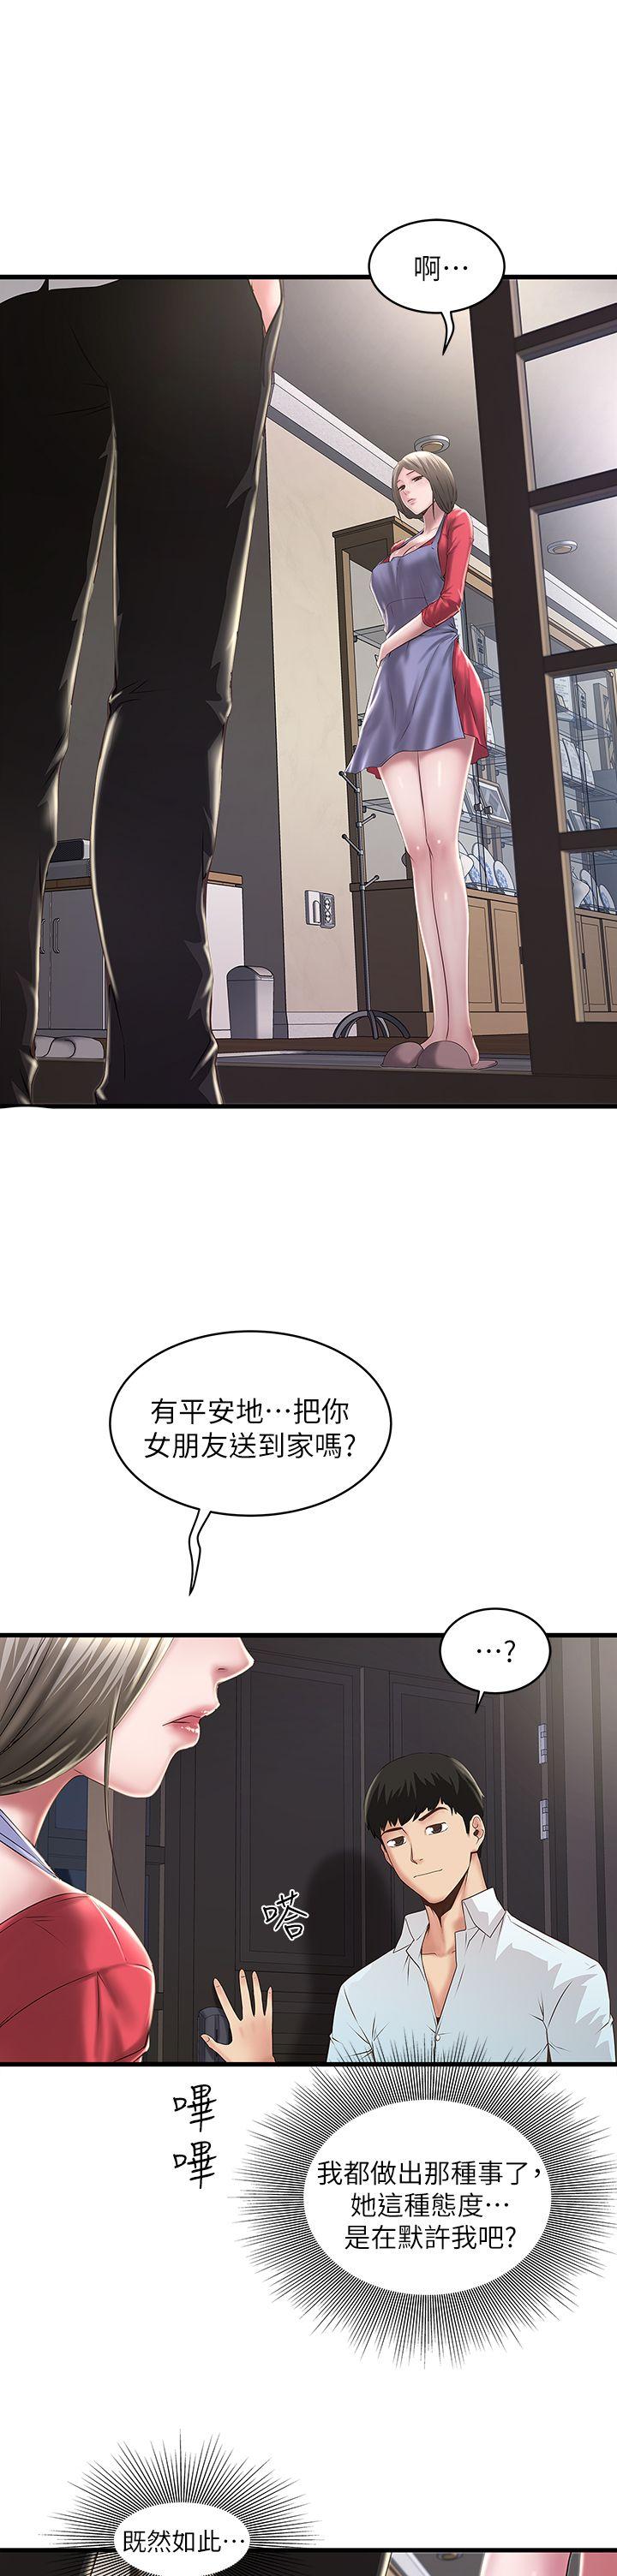 啊…
有平安地…把你
女朋友送到家嗎?
…?
嗒
嗶
嗶
我都做出那種事了,
她這種態度…
是在默許我吧?
既然如此…